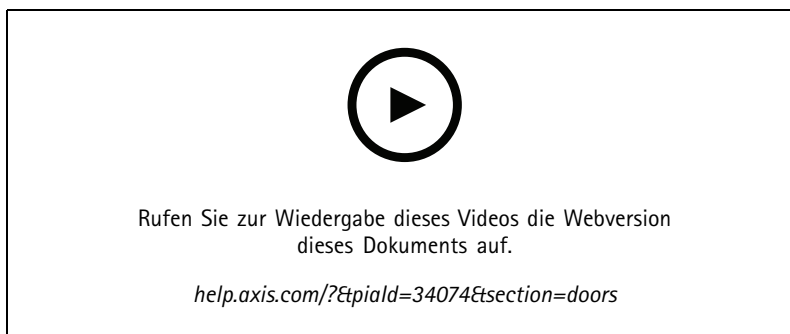 Rufen Sie zur Wiedergabe dieses Videos die Webversion
dieses Dokuments auf.
help.axis.com/?&piaId=34074&section=doors